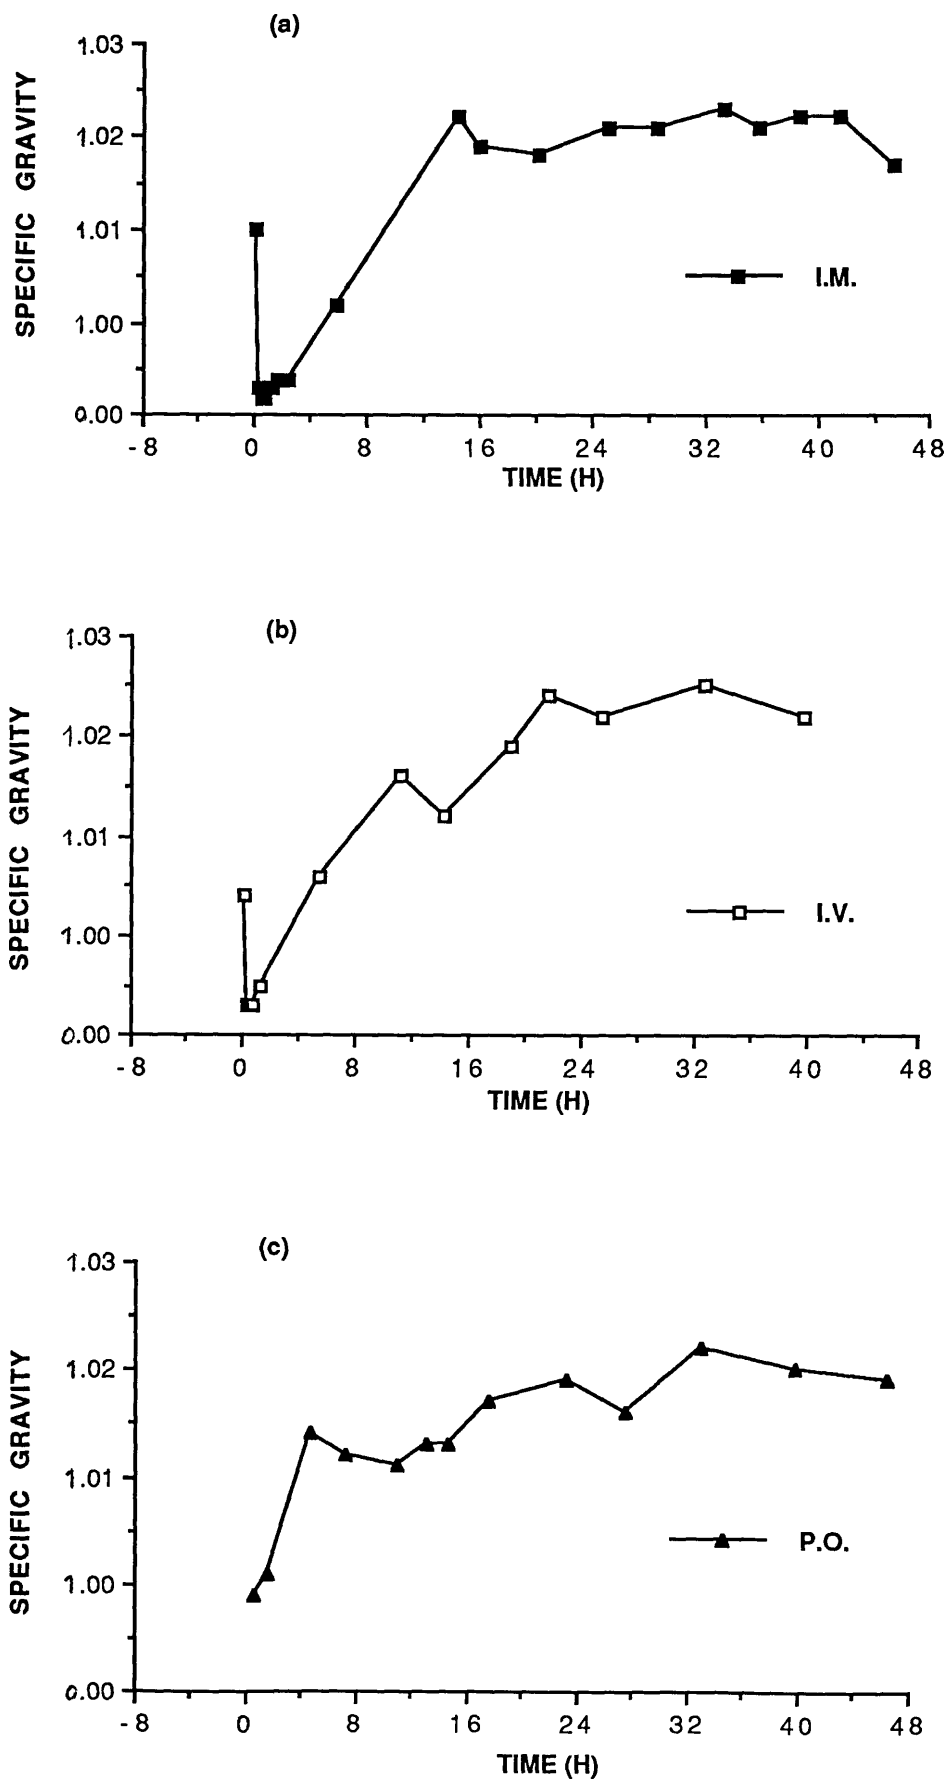 (a)
1.03
1.02
1.01
1.00
0.00
SPECIFIC GRAVITY
I.M.
-8 0 8 16 24 32 40 48
TIME (H)
(b)
1.03
1.02
1.01
1.00
0.00
SPECIFIC GRAVITY
I.V.
-8 0 8 16 24 32 40 48
TIME (H)
(c)
1.03
1.02
1.01
1.00
0.00
SPECIFIC GRAVITY
P.O.
-8 0 8 16 24 32 40 48
TIME (H)